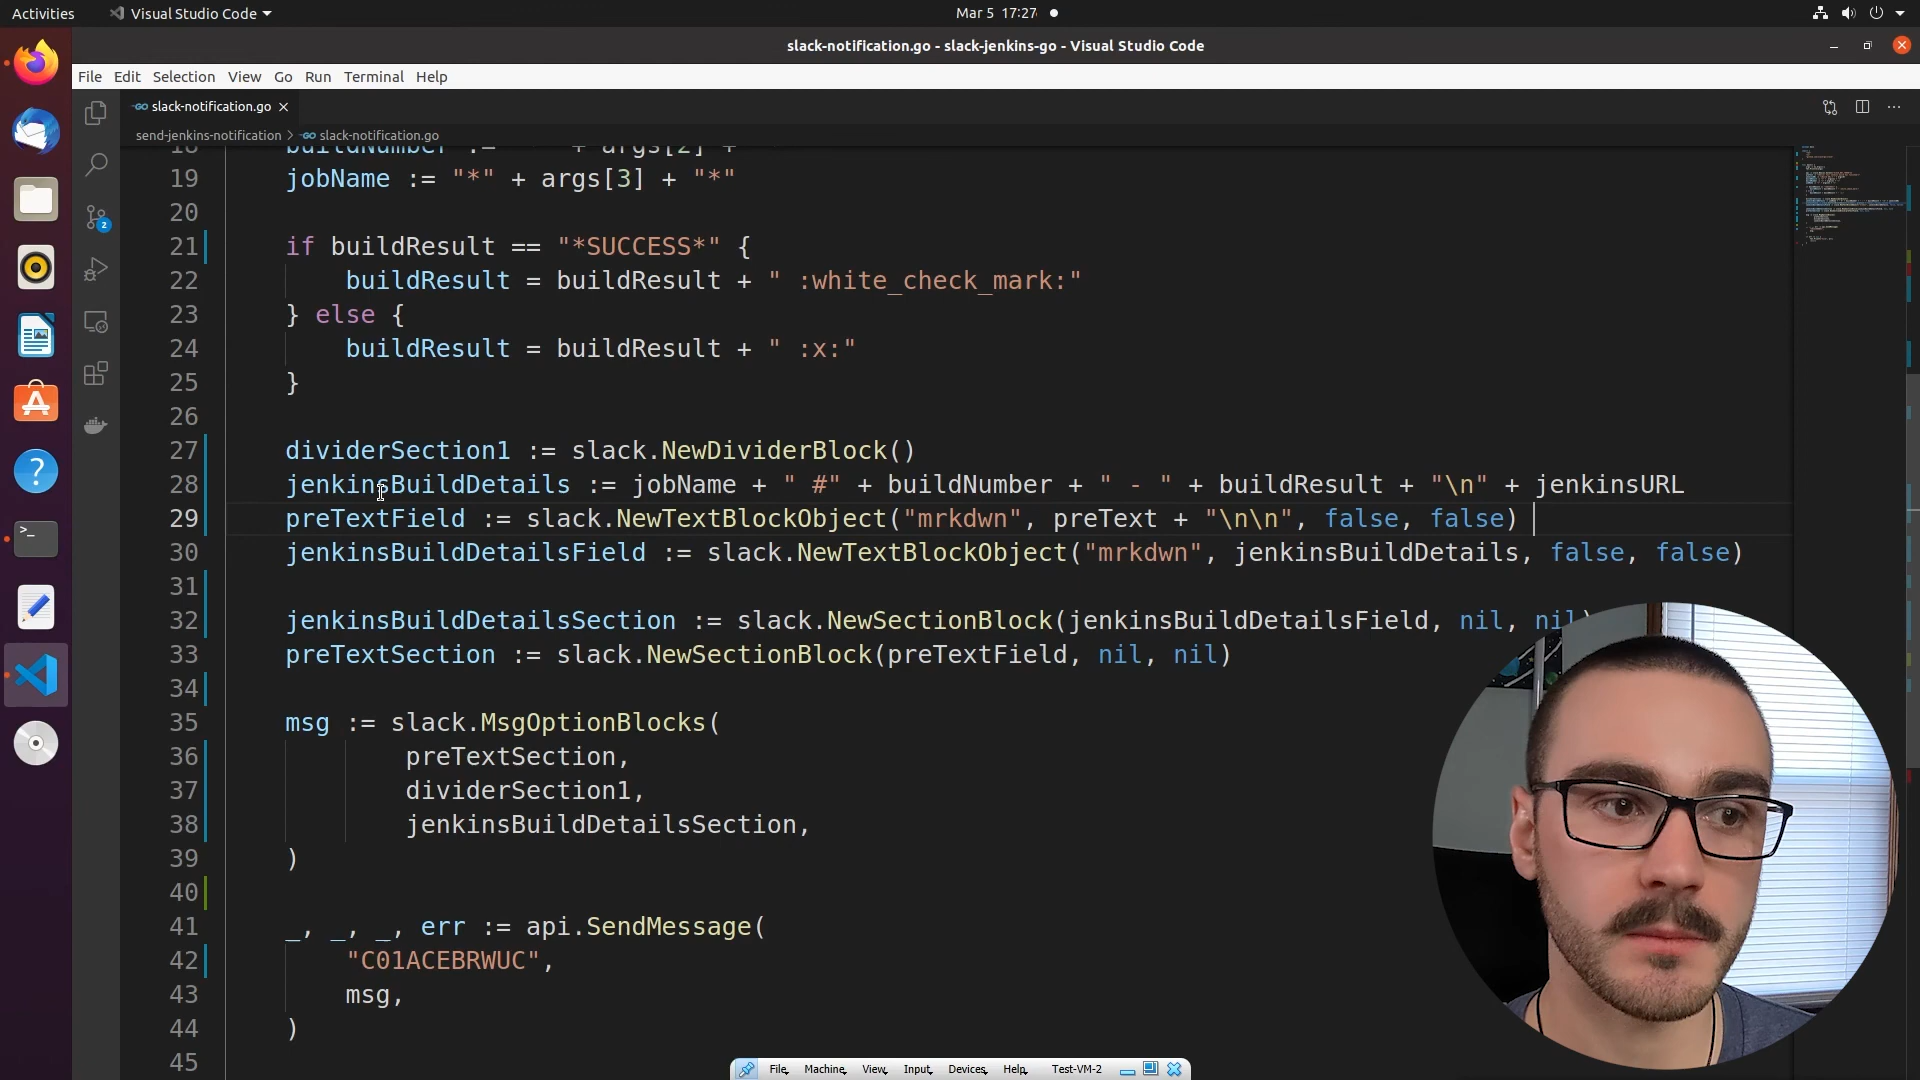 Activities
Visual Studio Code
Mar 5 17:27
slack-notification.go - slack-jenkins-go - Visual Studio Code
File Edit Selection View Go Run Terminal Help
slack-notification.go
send-jenkins-notification > slack-notification.go
18 buildNumber := + args[2] +
19 jobName := "*" + args[3] + "*"
20
21 if buildResult == "*SUCCESS*" {
22 buildResult = buildResult + " :white_check_mark:"
23 } else {
24 buildResult = buildResult + " :x:"
25 }
26
27 dividerSection1 := slack.NewDividerBlock()
28 jenkinsBuildDetails := jobName + " #" + buildNumber + " - " + buildResult + "\n" + jenkinsURL
29 preTextField := slack.NewTextBlockObject("mrkdwn", preText + "\n\n", false, false)
30 jenkinsBuildDetailsField := slack.NewTextBlockObject("mrkdwn", jenkinsBuildDetails, false, false)
31
32 jenkinsBuildDetailsSection := slack.NewSectionBlock(jenkinsBuildDetailsField, nil, nil)
33 preTextSection := slack.NewSectionBlock(preTextField, nil, nil)
34
35 msg := slack.MsgOptionBlocks(
36 preTextSection,
37 dividerSection1,
38 jenkinsBuildDetailsSection,
39 )
40
41 _, _, _, err := api.SendMessage(
42 "C01ACEBRWUC",
43 msg,
44 )
45
2
File Machine View Input Devices Help Test-VM-2